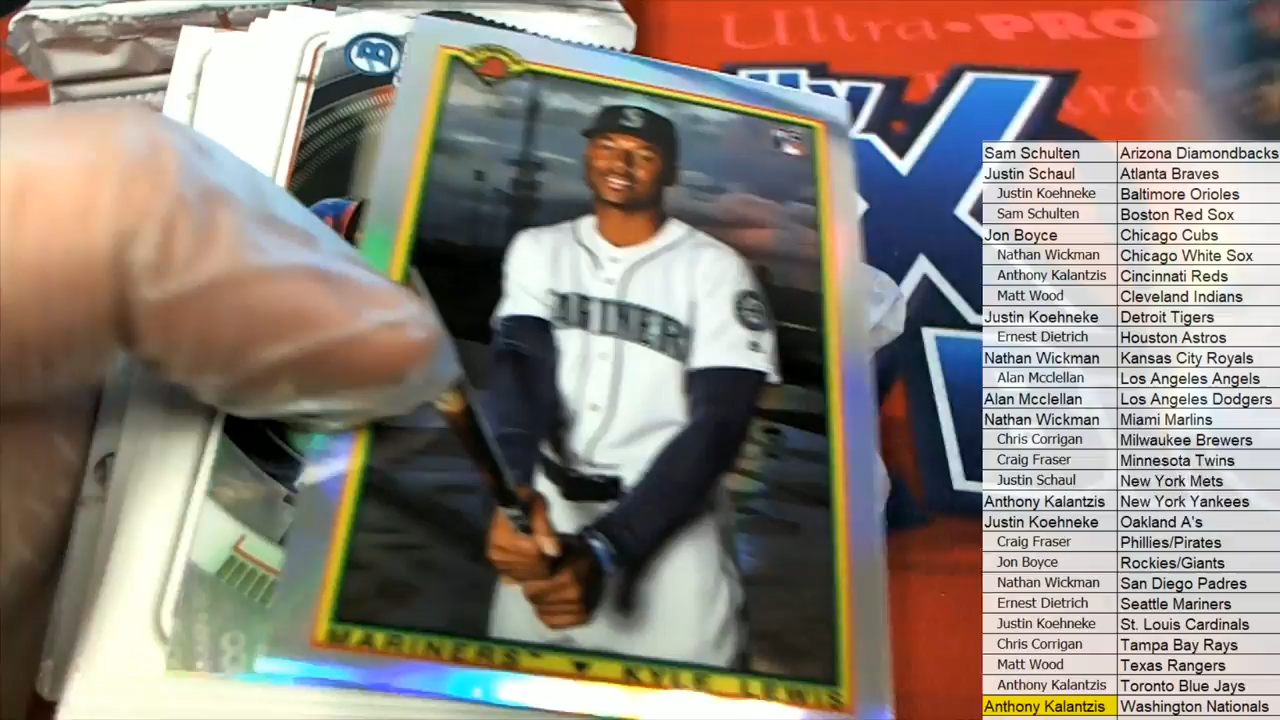 Ultra•PRO
B
S
RC
MARINERS
MARINERS ▼ KYLE LEWIS
Sam Schulten Arizona Diamondbacks
Justin Schaul Atlanta Braves
Justin Koehneke Baltimore Orioles
Sam Schulten Boston Red Sox
Jon Boyce Chicago Cubs
Nathan Wickman Chicago White Sox
Anthony Kalantzis Cincinnati Reds
Matt Wood Cleveland Indians
Justin Koehneke Detroit Tigers
Ernest Dietrich Houston Astros
Nathan Wickman Kansas City Royals
Alan Mcclellan Los Angeles Angels
Alan Mcclellan Los Angeles Dodgers
Nathan Wickman Miami Marlins
Chris Corrigan Milwaukee Brewers
Craig Fraser Minnesota Twins
Justin Schaul New York Mets
Anthony Kalantzis New York Yankees
Justin Koehneke Oakland A's
Craig Fraser Phillies/Pirates
Jon Boyce Rockies/Giants
Nathan Wickman San Diego Padres
Ernest Dietrich Seattle Mariners
Justin Koehneke St. Louis Cardinals
Chris Corrigan Tampa Bay Rays
Matt Wood Texas Rangers
Anthony Kalantzis Toronto Blue Jays
Anthony Kalantzis Washington Nationals